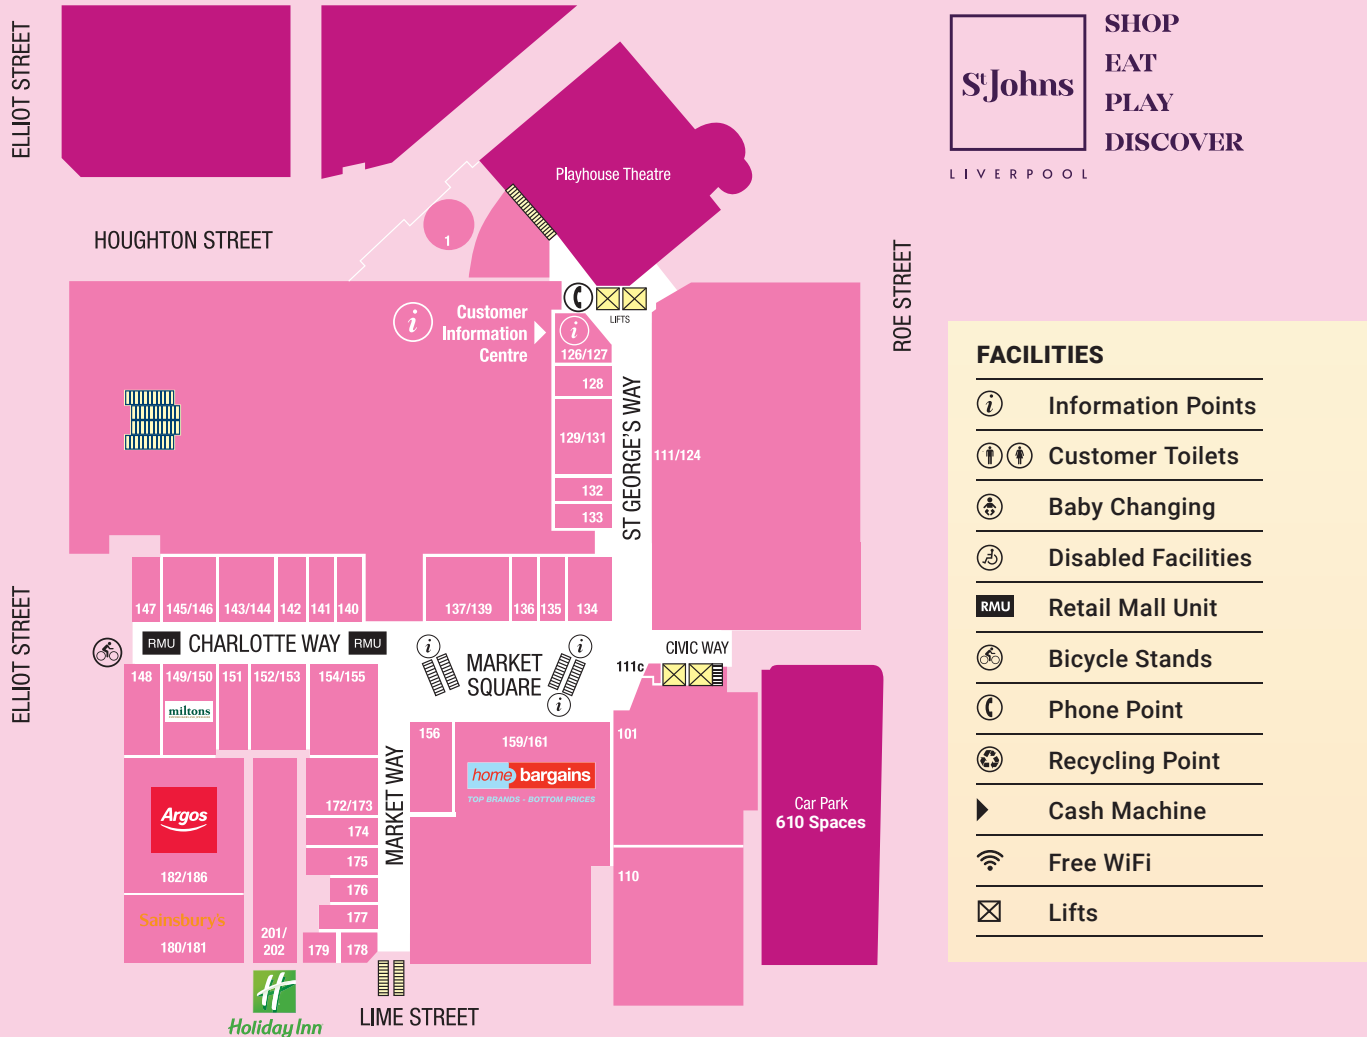 ELLIOT STREET
St Johns
LIVERPOOL
SHOP
EAT
PLAY
DISCOVER
Playhouse Theatre
HOUGHTON STREET
1
ROE STREET
i
Customer
Information
Centre
LIFTS
i
126/127
128
129/131
132
133
ST GEORGE'S WAY
111/124
FACILITIES
i Information Points
Customer Toilets
Baby Changing
Disabled Facilities
RMU Retail Mall Unit
Bicycle Stands
Phone Point
Recycling Point
Cash Machine
Free WiFi
Lifts
ELLIOT STREET
147
145/146
143/144
142
141
140
137/139
136
135
134
RMU
CHARLOTTE WAY
RMU
i
MARKET
SQUARE
i
i
CIVIC WAY
111c
148
149/150
miltons
151
152/153
154/155
156
159/161
home bargains
TOP BRANDS - BOTTOM PRICES
101
MARKET WAY
Argos
182/186
172/173
174
175
176
177
179
178
Sainsbury's
180/181
201/
202
110
Car Park
610 Spaces
H
Holiday Inn
LIME STREET